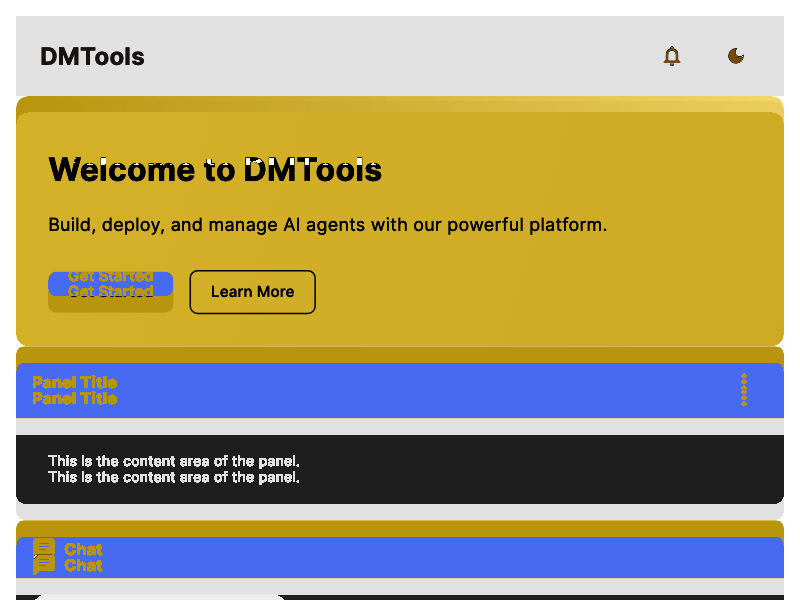 DMTools
Welcome to DMTools
Build, deploy, and manage AI agents with our powerful platform.
Get Started
Get Started
Learn More
Panel Title
Panel Title
This is the content area of the panel.
This is the content area of the panel.
Chat
Chat